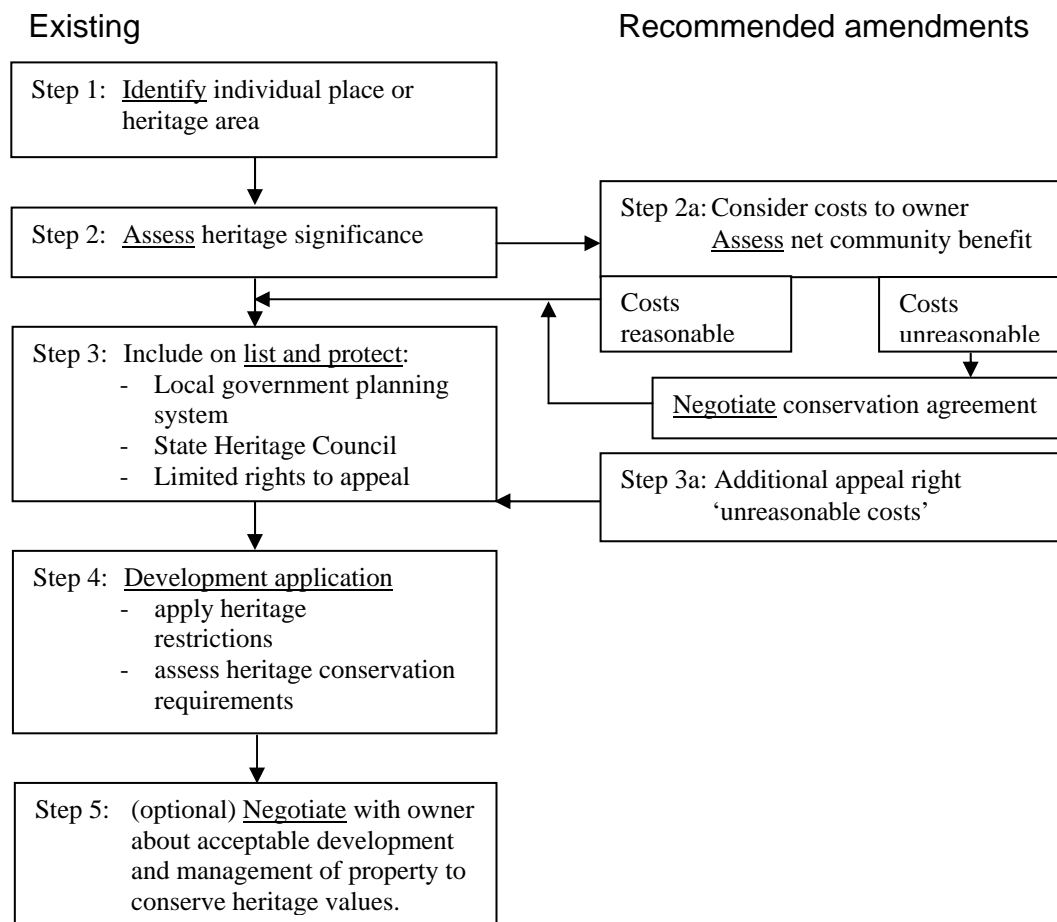 Existing
Recommended amendments
Step 1: Identify individual place or
heritage area
Step 2: Assess heritage significance
Step 2a: Consider costs to owner
Assess net community benefit
Costs
reasonable
Costs
unreasonable
Negotiate conservation agreement
Step 3: Include on list and protect:
- Local government planning
system
- State Heritage Council
- Limited rights to appeal
Step 3a: Additional appeal right
‘unreasonable costs’
Step 4: Development application
- apply heritage
restrictions
- assess heritage conservation
requirements
Step 5: (optional) Negotiate with owner
about acceptable development
and management of property to
conserve heritage values.